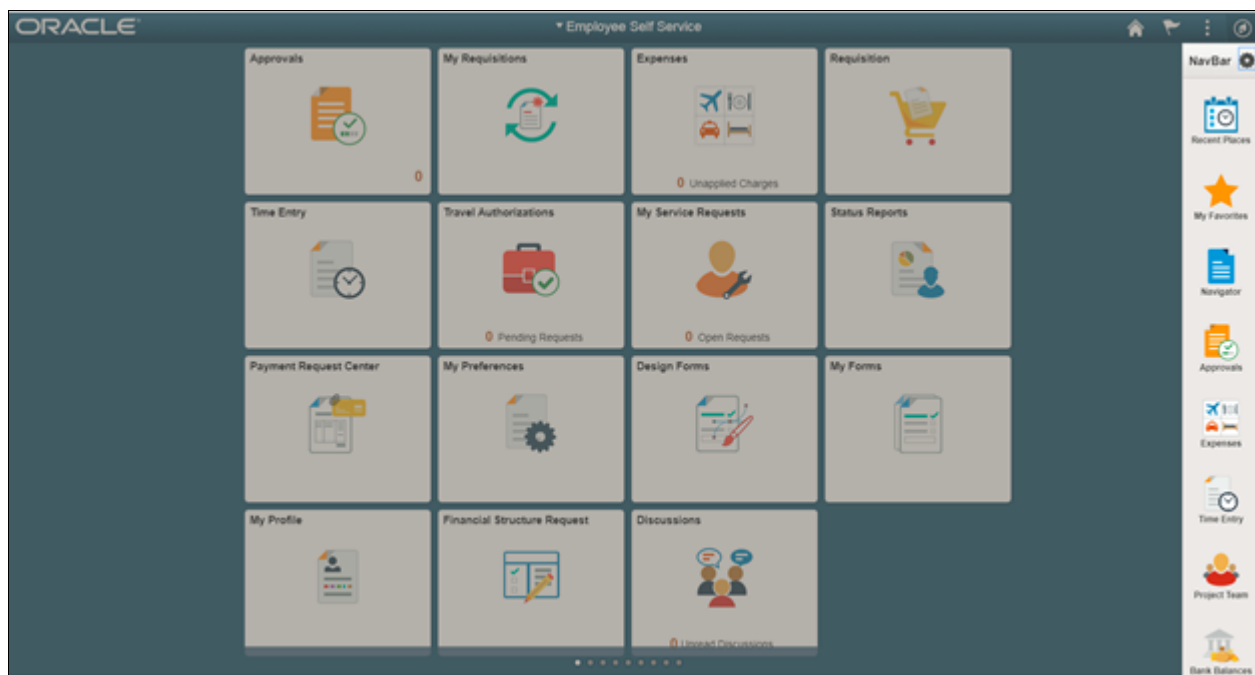 ORACLE
Employee Self Service
NavBar
Approvals
My Requisitions
Expenses
Requisition
0
0 Unapplied Charges
Time Entry
Travel Authorizations
My Service Requests
Status Reports
0 Pending Requests
0 Open Requests
Payment Request Center
My Preferences
Design Forms
My Forms
My Profile
Financial Structure Request
Discussions
0 Unread Discussions
Recent Places
My Favorites
Navigator
Approvals
Expenses
Time Entry
Project Team
Bank Balances